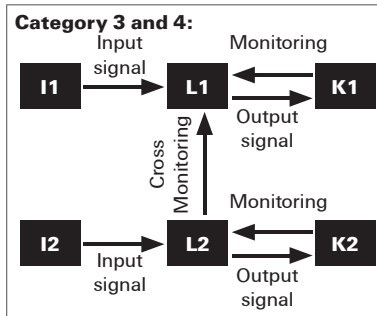 Category 3 and 4:
Input
signal
Monitoring
I1
L1
K1
Output
signal
Cross
Monitoring
Monitoring
I2
L2
K2
Input
signal
Output
signal